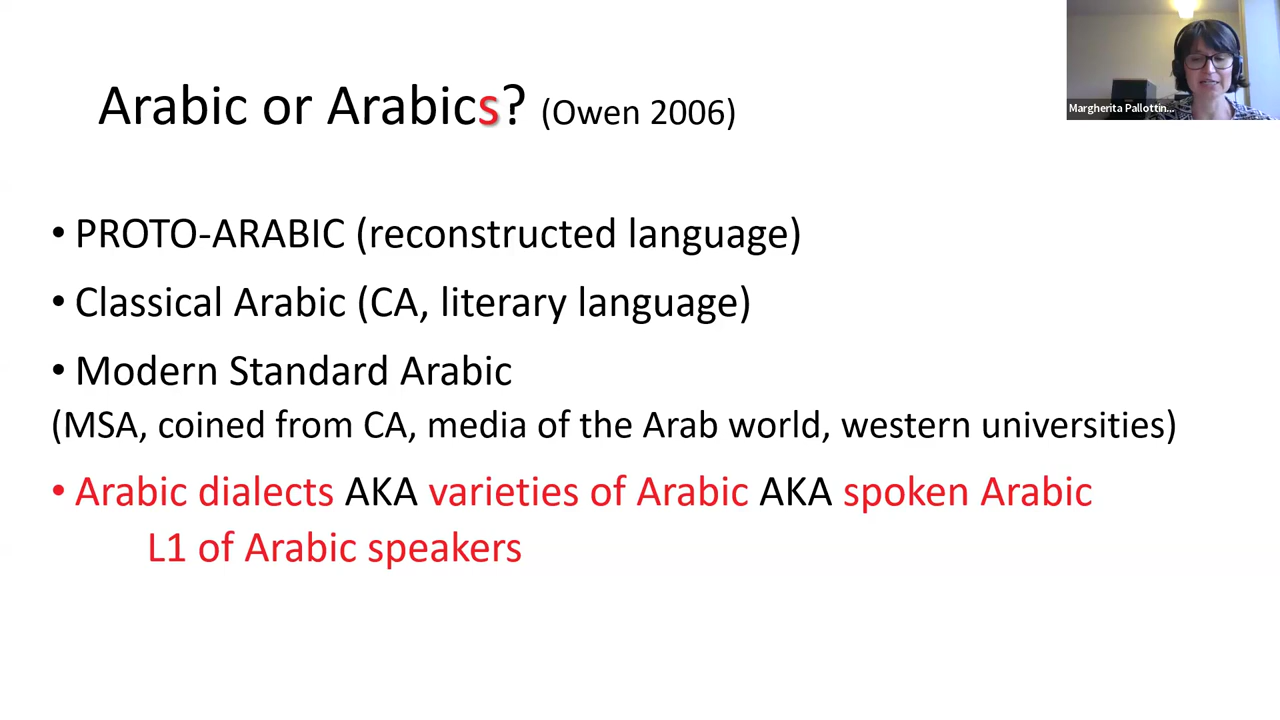 Arabic or Arabics? (Owen 2006)
Margherita Pallottin...
• PROTO-ARABIC (reconstructed language)
• Classical Arabic (CA, literary language)
• Modern Standard Arabic
(MSA, coined from CA, media of the Arab world, western universities)
• Arabic dialects AKA varieties of Arabic AKA spoken Arabic
L1 of Arabic speakers